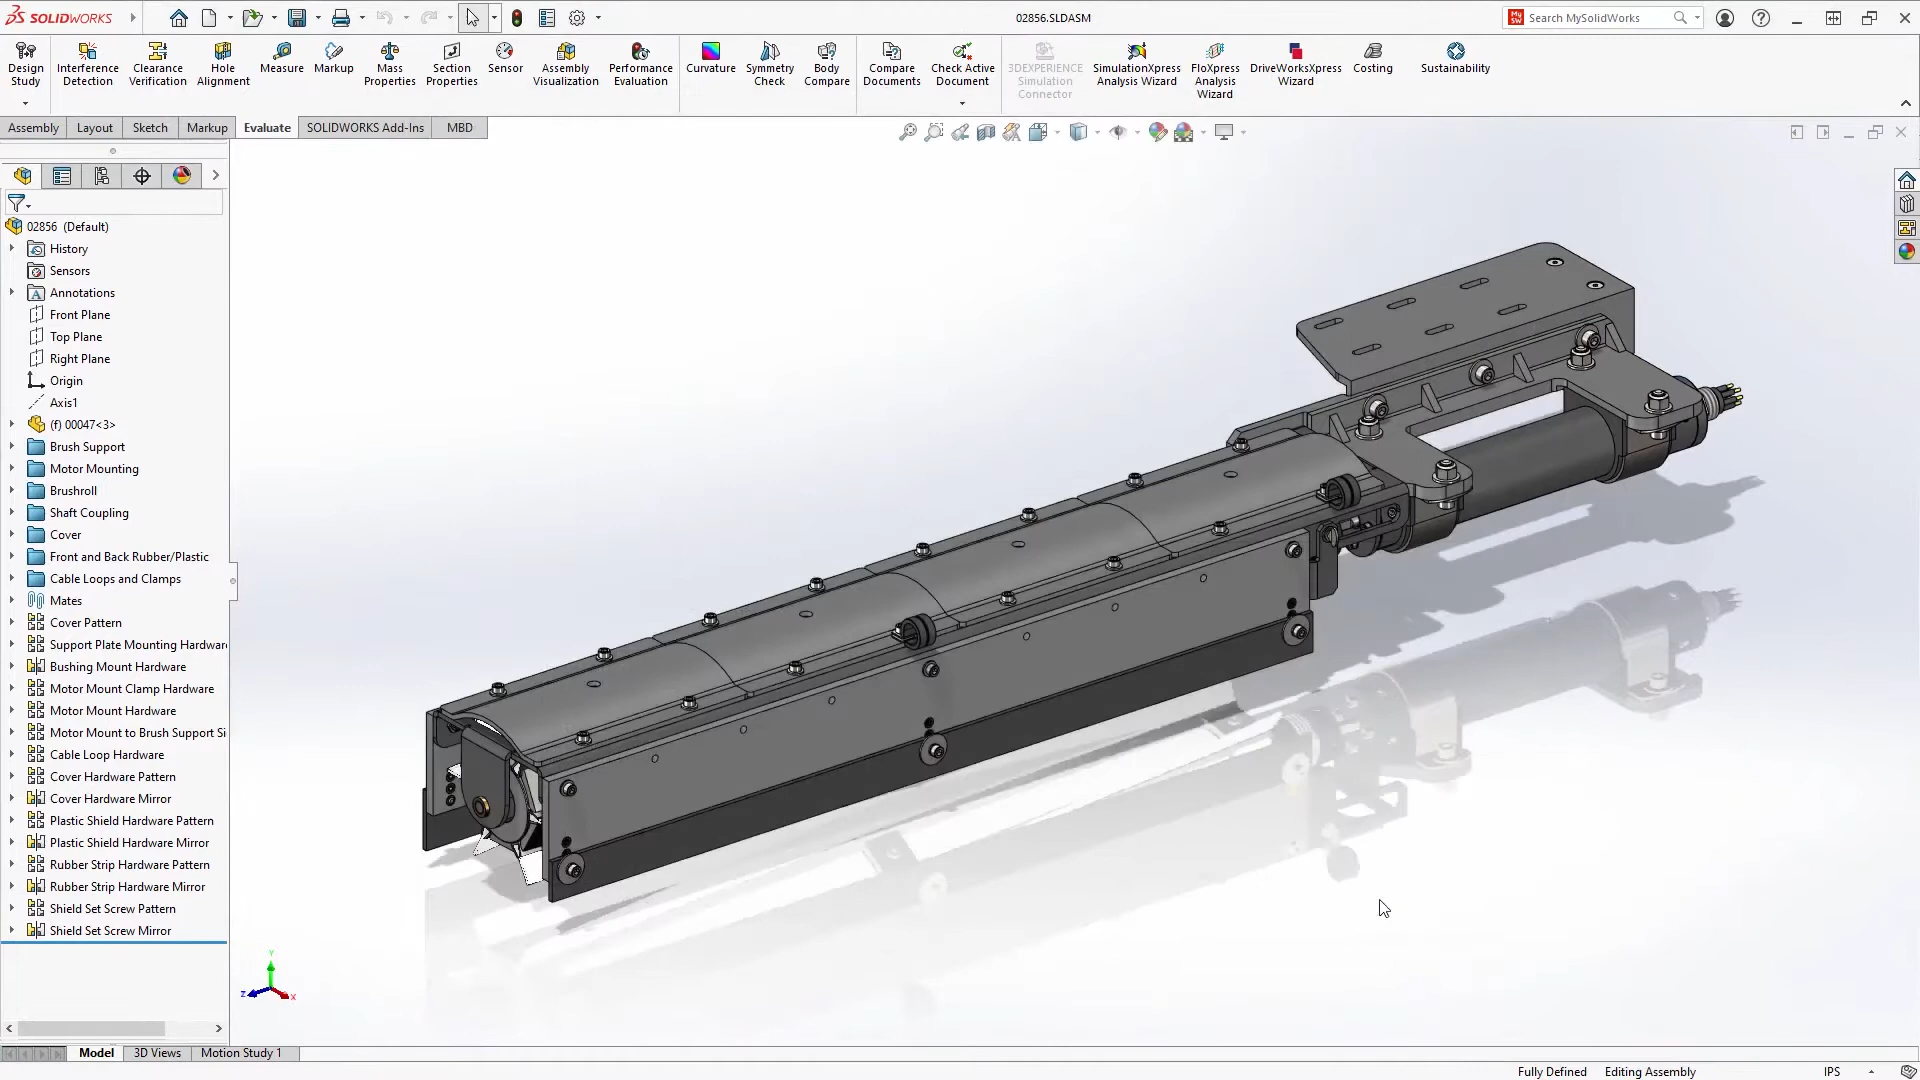 SOLIDWORKS
02856.SLDASM
Search MySolidWorks
Design Study
Interference Detection
Clearance Verification
Hole Alignment
Measure
Markup
Mass Properties
Section Properties
Sensor
Assembly Visualization
Performance Evaluation
Curvature
Symmetry Check
Body Compare
Compare Documents
Check Active Document
3DEXPERIENCE Simulation Connector
SimulationXpress Analysis Wizard
FloXpress Analysis Wizard
DriveWorksXpress Wizard
Costing
Sustainability
Assembly
Layout
Sketch
Markup
Evaluate
SOLIDWORKS Add-Ins
MBD
02856 (Default)
History
Sensors
Annotations
Front Plane
Top Plane
Right Plane
Origin
Axis1
(f) 00047<3>
Brush Support
Motor Mounting
Brushroll
Shaft Coupling
Cover
Front and Back Rubber/Plastic
Cable Loops and Clamps
Mates
Cover Pattern
Support Plate Mounting Hardwar
Bushing Mount Hardware
Motor Mount Clamp Hardware
Motor Mount Hardware
Motor Mount to Brush Support Si
Cable Loop Hardware
Cover Hardware Pattern
Cover Hardware Mirror
Plastic Shield Hardware Pattern
Plastic Shield Hardware Mirror
Rubber Strip Hardware Pattern
Rubber Strip Hardware Mirror
Shield Set Screw Pattern
Shield Set Screw Mirror
Y
Z
X
Model
3D Views
Motion Study 1
Fully Defined
Editing Assembly
IPS